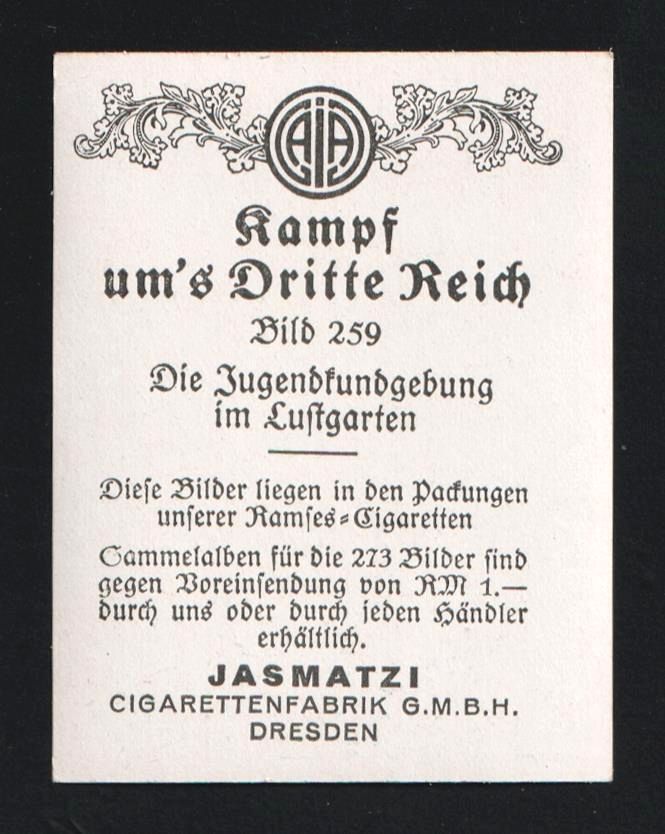 Kampf
um's Dritte Reich
Bild 259
Die Jugendkundgebung
im Lustgarten
Diese Bilder liegen in den Packungen
unserer Ramses-Cigaretten
Sammelalben für die 273 Bilder sind
gegen Voreinsendung von RM 1.—
durch uns oder durch jeden Händler
erhältlich.
JASMATZI
CIGARETTENFABRIK G.M.B.H.
DRESDEN